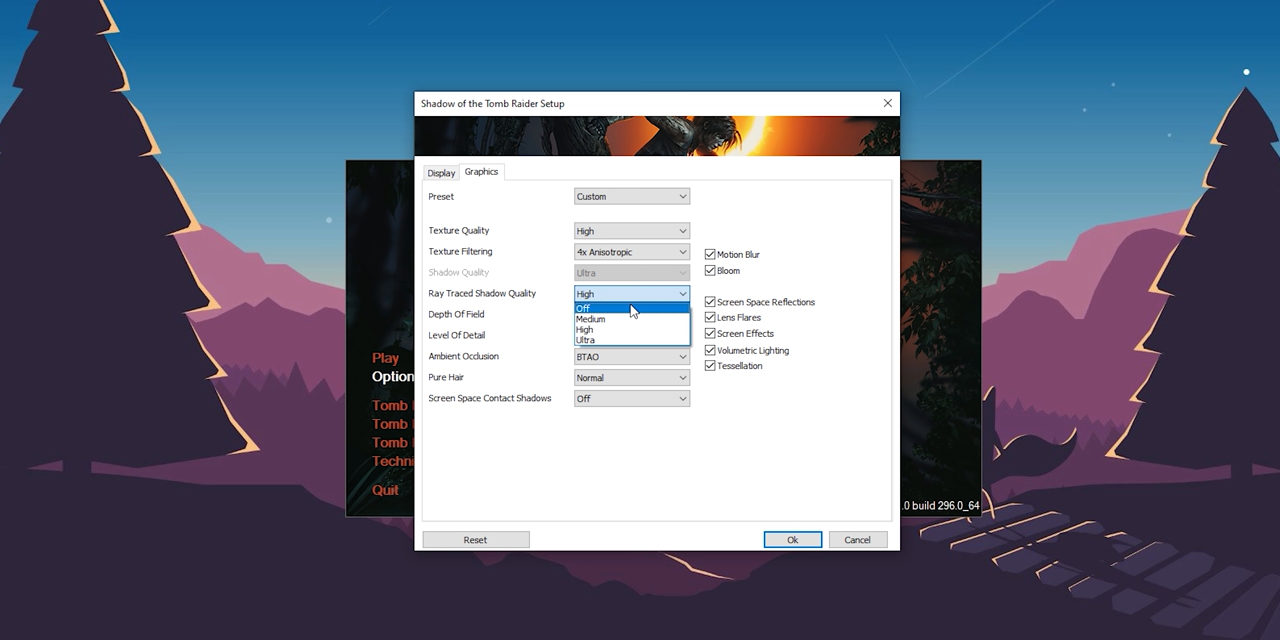 Shadow of the Tomb Raider Setup
Display
Graphics
Preset
Custom
Texture Quality
High
Texture Filtering
4x Anisotropic
Motion Blur
Shadow Quality
Ultra
Bloom
Ray Traced Shadow Quality
High
Screen Space Reflections
Off
Depth Of Field
Medium
Lens Flares
High
Level Of Detail
Ultra
Screen Effects
Ambient Occlusion
BTAO
Volumetric Lighting
Play
Tessellation
Option
Pure Hair
Normal
Screen Space Contact Shadows
Off
Tomb
Tomb
Tomb
Techni
Quit
.0 build 296.0_64
Reset
Ok
Cancel